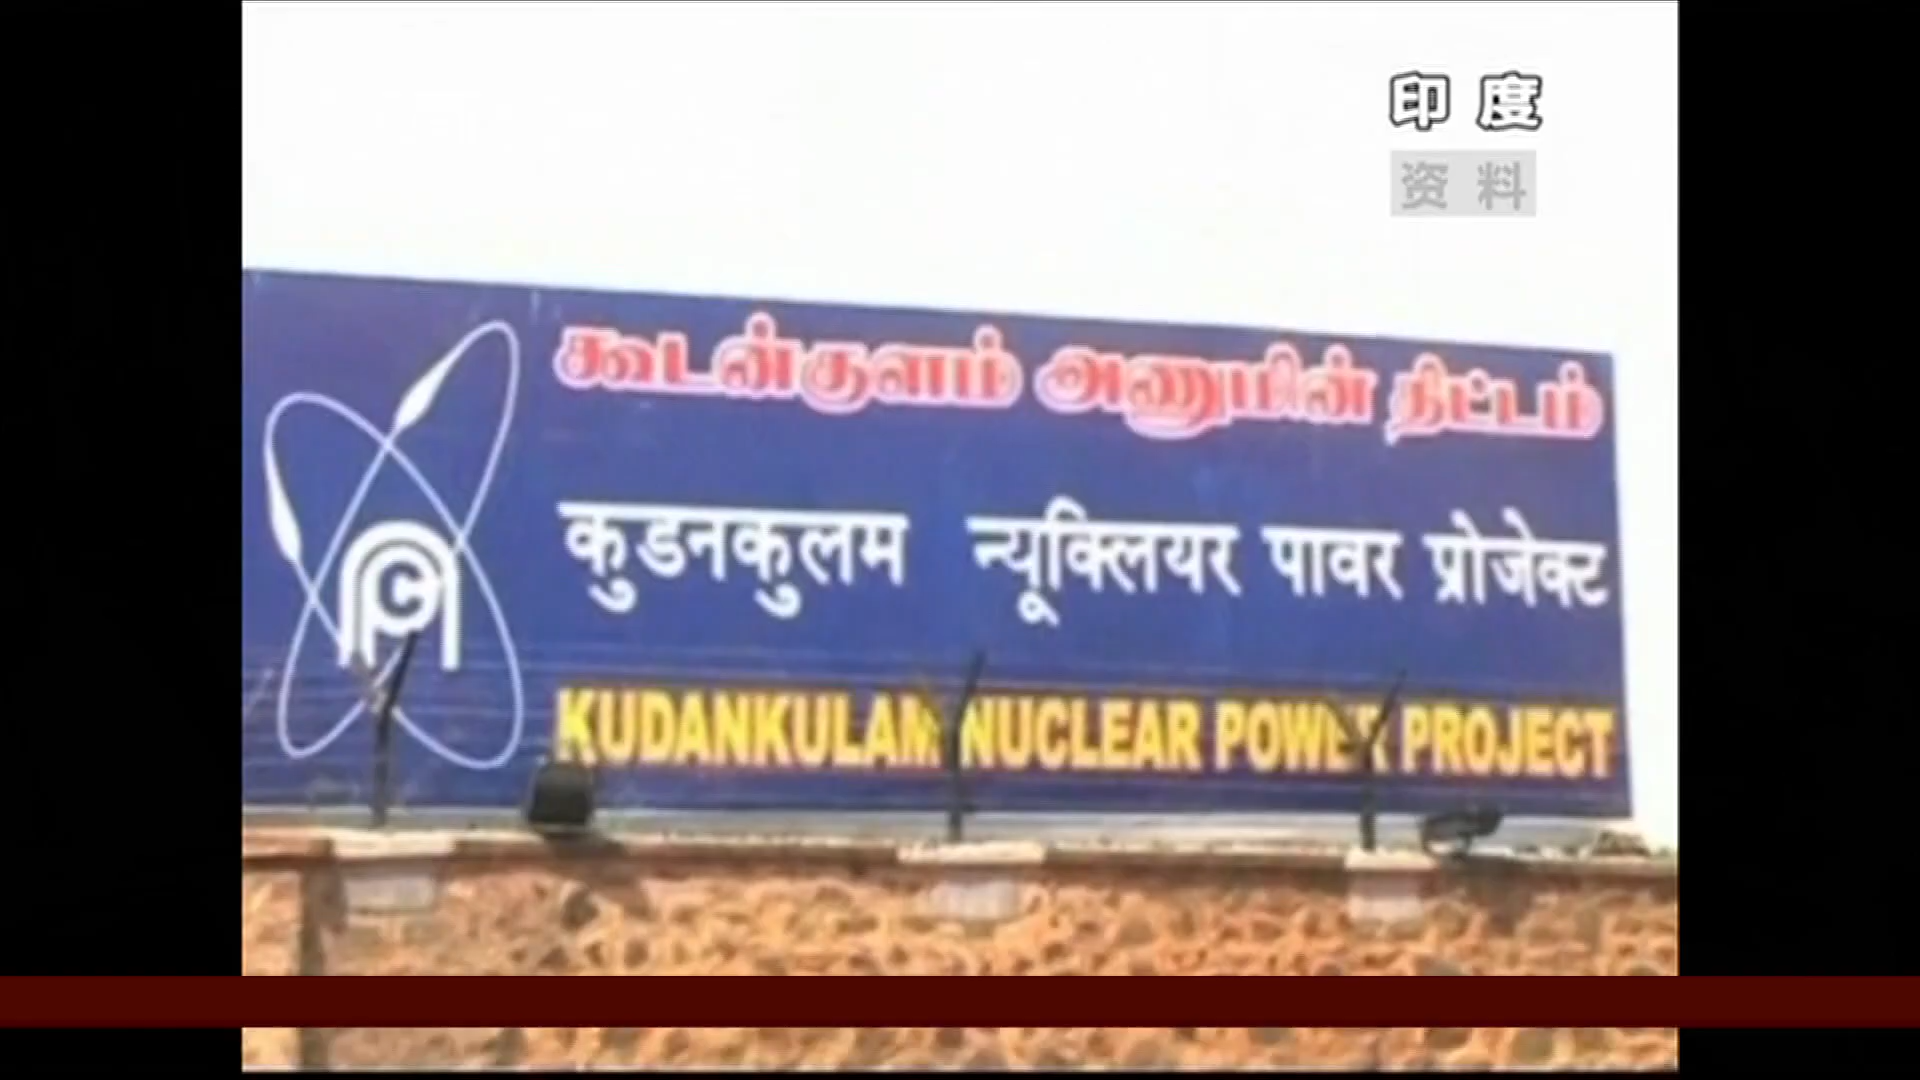 印度
资料
கூடன்குளம் அணுமின் திட்டம்
कुडनकुलम न्यूक्लियर पावर प्रोजेक्ट
KUDANKULAM NUCLEAR POWER PROJECT